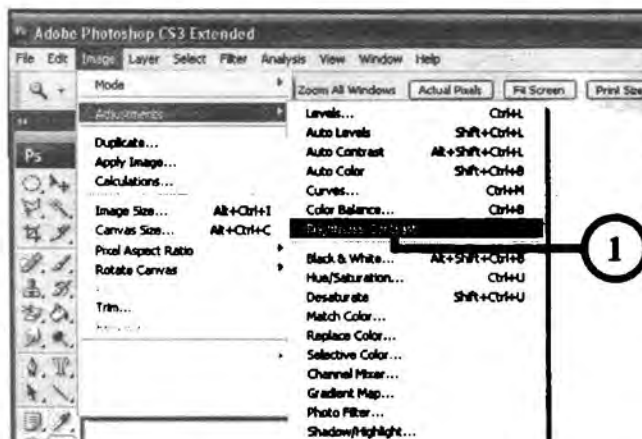 Ps Adobe Photoshop CS3 Extended
File Edit Image Layer Select Filter Analysis View Window Help
Zoom All Windows Actual Pixels Fit Screen Print Size
Mode
Adjustments
Duplicate...
Apply Image...
Calculations...
Image Size... Alt+Ctrl+I
Canvas Size... Alt+Ctrl+C
Pixel Aspect Ratio
Rotate Canvas
Trim...
Levels... Ctrl+L
Auto Levels Shift+Ctrl+L
Auto Contrast Alt+Shift+Ctrl+L
Auto Color Shift+Ctrl+B
Curves... Ctrl+M
Color Balance... Ctrl+B
Brightness/Contrast
Black & White... Alt+Shift+Ctrl+B
Hue/Saturation... Ctrl+U
Desaturate Shift+Ctrl+U
Match Color...
Replace Color...
Selective Color...
Channel Mixer...
Gradient Map...
Photo Filter...
Shadow/Highlight...
1
Ps